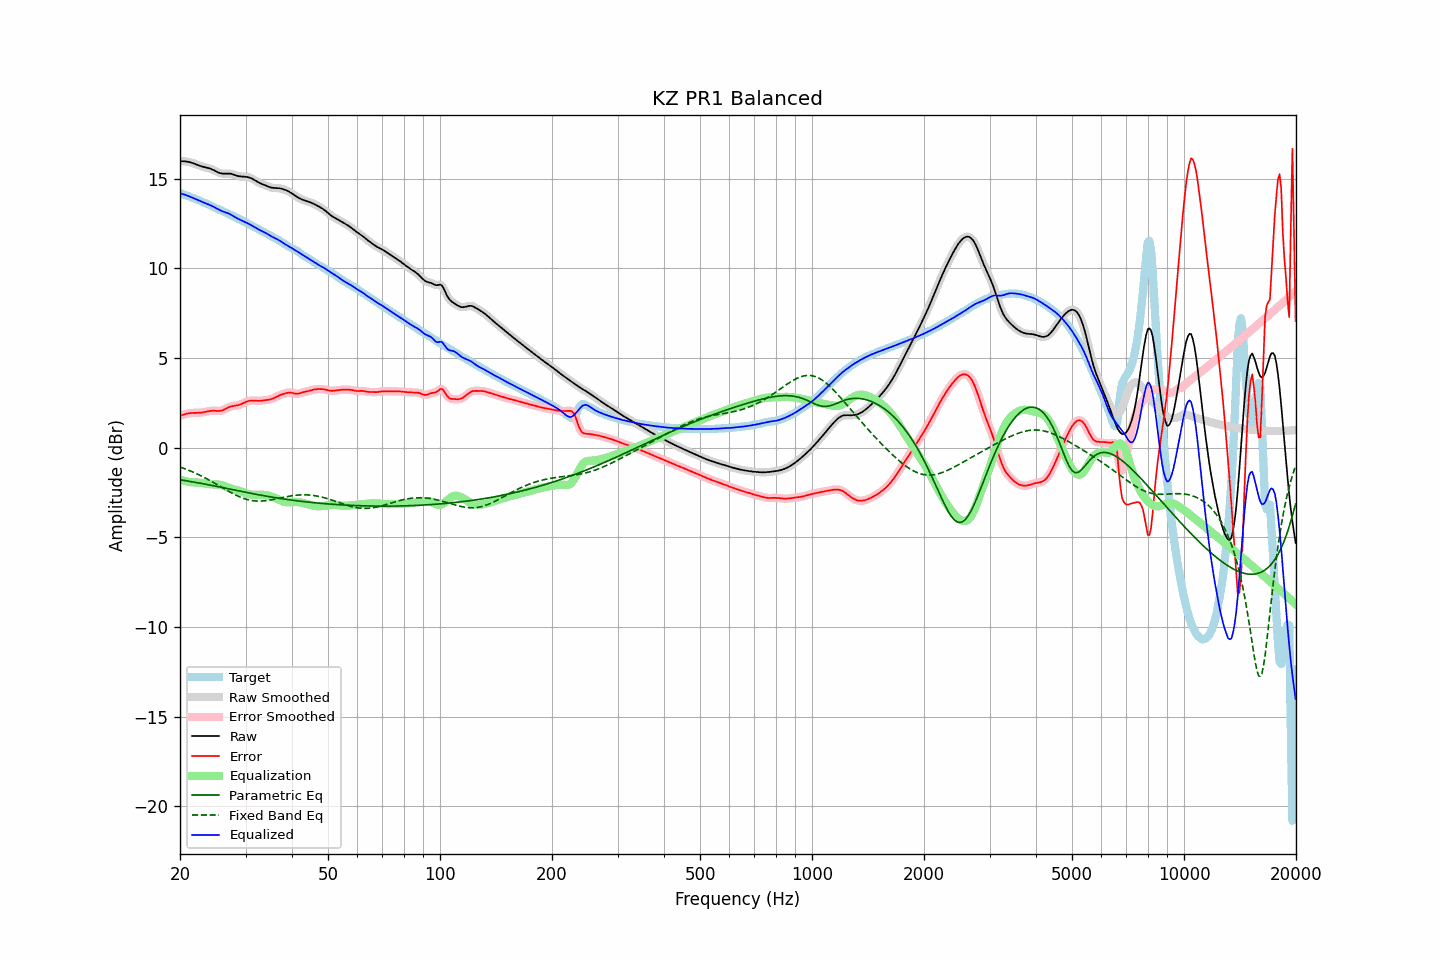 KZ PR1 Balanced
Amplitude (dBr)
15
10
5
0
−5
−10
−15
−20
Target
Raw Smoothed
Error Smoothed
Raw
Error
Equalization
Parametric Eq
Fixed Band Eq
Equalized
20 50 100 200 500 1000 2000 5000 10000 20000
Frequency (Hz)